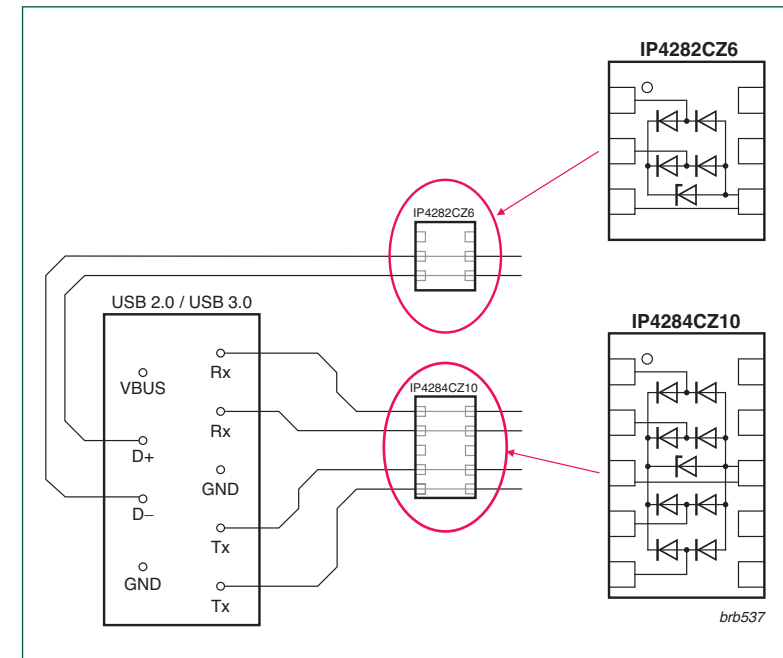 IP4282CZ6
IP4282CZ6
USB 2.0 / USB 3.0
IP4284CZ10
Rx
VBUS
IP4284CZ10
Rx
D+
GND
D–
Tx
GND
Tx
brb537